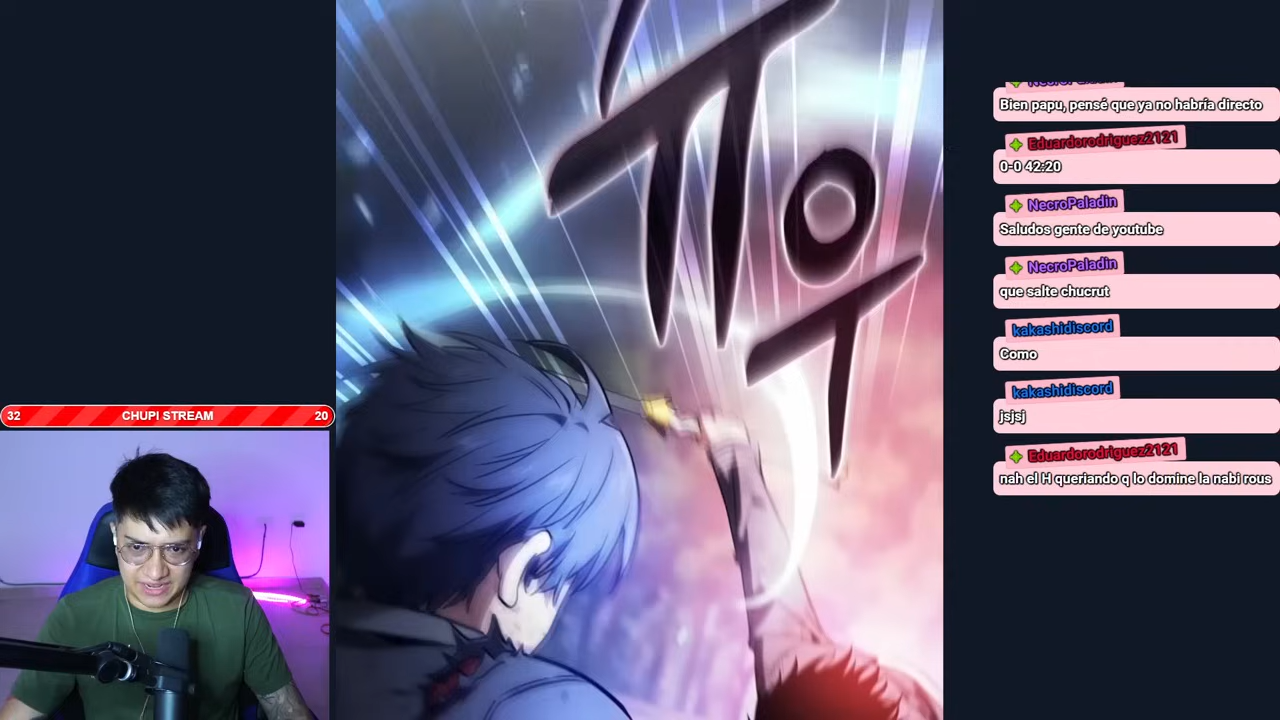 32 CHUPI STREAM 20
Bien papu, pensé que ya no habría directo
Eduardorodriguez2121
0-0 42:20
NecroPaladin
Saludos gente de youtube
NecroPaladin
que salte chucrut
kakashidiscord
Como
kakashidiscord
jsjsj
Eduardorodriguez2121
nah el H queriando q lo domine la nabi rous